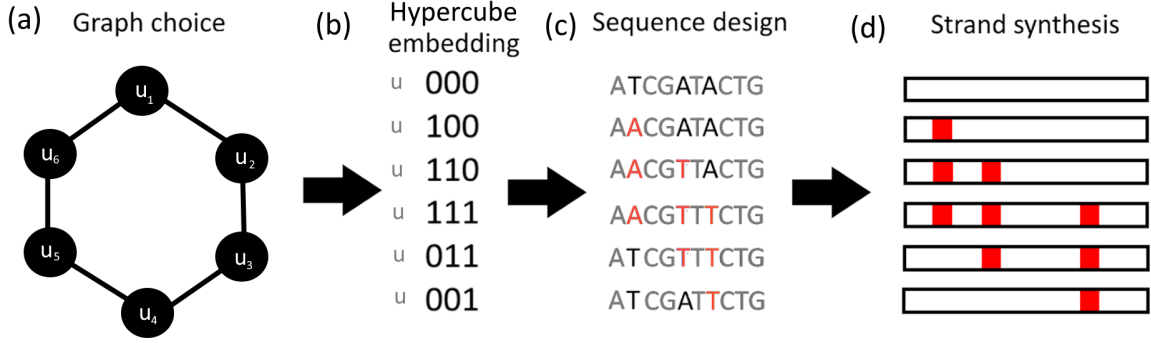 (a) Graph choice
u₁
u₆
u₂
u₅
u₃
u₄
(b) Hypercube
embedding
u 000
u 100
u 110
u 111
u 011
u 001
(c) Sequence design
ATCGATACTG
AACGATACTG
AACGTTACTG
AACGTTTCTG
ATCGTTTCTG
ATCGATTCTG
(d) Strand synthesis